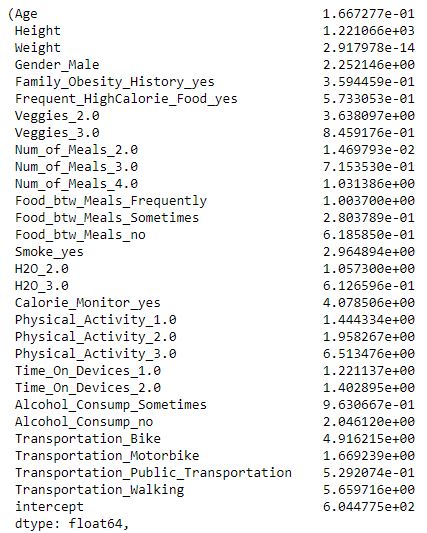 (Age 1.667277e-01
Height 1.221066e+03
Weight 2.917978e-14
Gender_Male 2.252146e+00
Family_Obesity_History_yes 3.594459e-01
Frequent_HighCalorie_Food_yes 5.733053e-01
Veggies_2.0 3.638097e+00
Veggies_3.0 8.459176e-01
Num_of_Meals_2.0 1.469793e-02
Num_of_Meals_3.0 7.153530e-01
Num_of_Meals_4.0 1.031386e+00
Food_btw_Meals_Frequently 1.003700e+00
Food_btw_Meals_Sometimes 2.803789e-01
Food_btw_Meals_no 6.185850e-01
Smoke_yes 2.964894e+00
H2O_2.0 1.057300e+00
H2O_3.0 6.126596e-01
Calorie_Monitor_yes 4.078506e+00
Physical_Activity_1.0 1.444334e+00
Physical_Activity_2.0 1.958267e+00
Physical_Activity_3.0 6.513476e+00
Time_On_Devices_1.0 1.221137e+00
Time_On_Devices_2.0 1.402895e+00
Alcohol_Consump_Sometimes 9.630667e-01
Alcohol_Consump_no 2.046120e+00
Transportation_Bike 4.916215e+00
Transportation_Motorbike 1.669239e+00
Transportation_Public_Transportation 5.292074e-01
Transportation_Walking 5.659716e+00
intercept 6.044775e+02
dtype: float64,